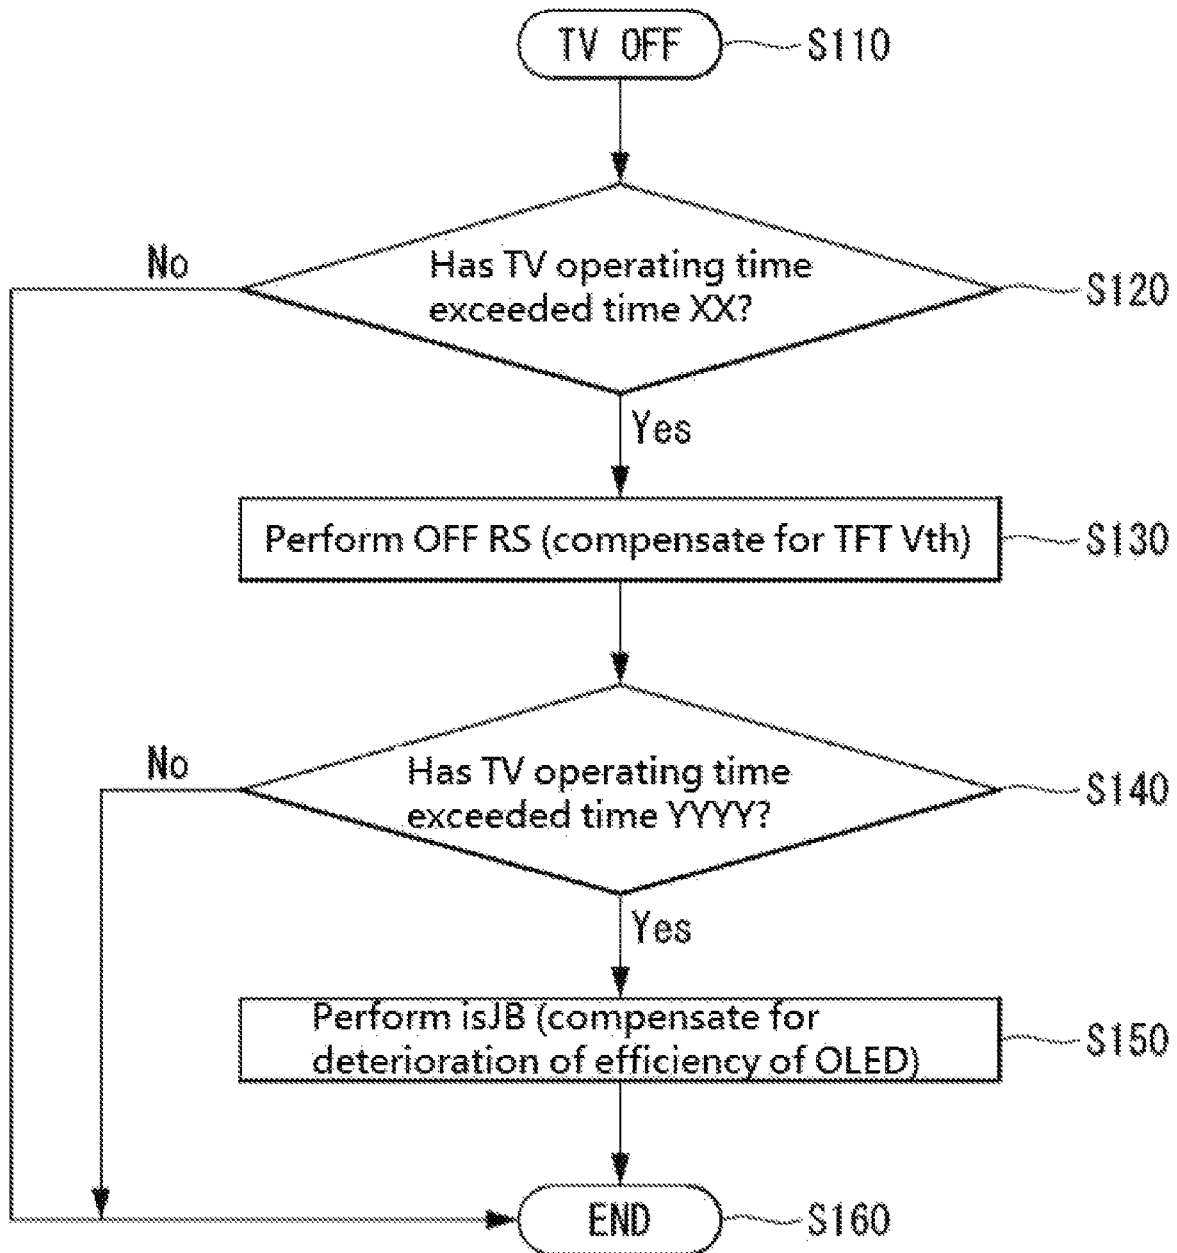 TV OFF
S110
No
Has TV operating time
exceeded time XX?
S120
Yes
Perform OFF RS (compensate for TFT Vth)
S130
No
Has TV operating time
exceeded time YYYY?
S140
Yes
Perform isJB (compensate for
deterioration of efficiency of OLED)
S150
END
S160